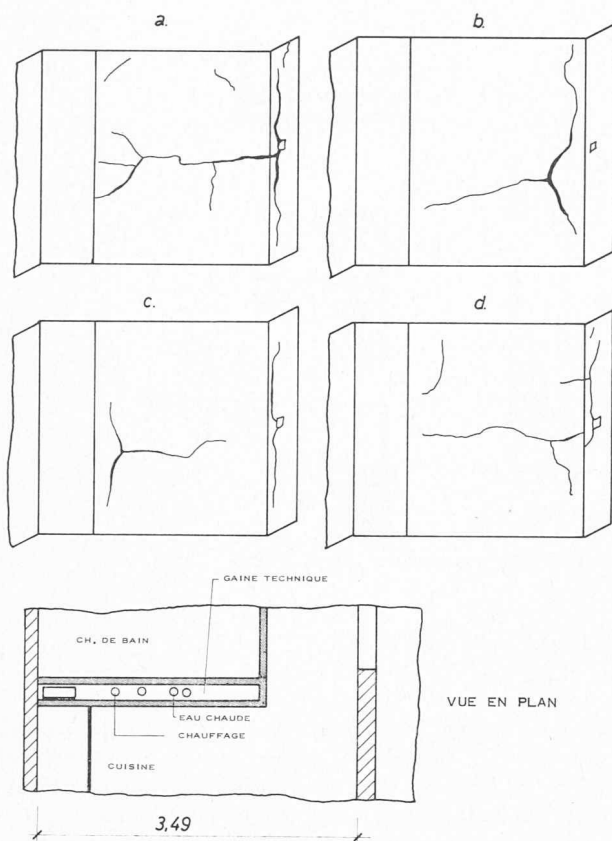 a.
b.
c.
d.
GAINE TECHNIQUE
CH. DE BAIN
VUE EN PLAN
EAU CHAUDE
CHAUFFAGE
CUISINE
3,49